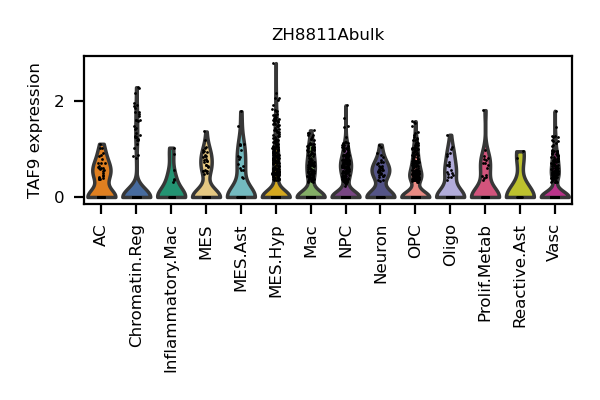 ZH8811Abulk
TAF9 expression
2
0
AC
Chromatin.Reg
Inflammatory.Mac
MES
MES.Ast
MES.Hyp
Mac
NPC
Neuron
OPC
Oligo
Prolif.Metab
Reactive.Ast
Vasc